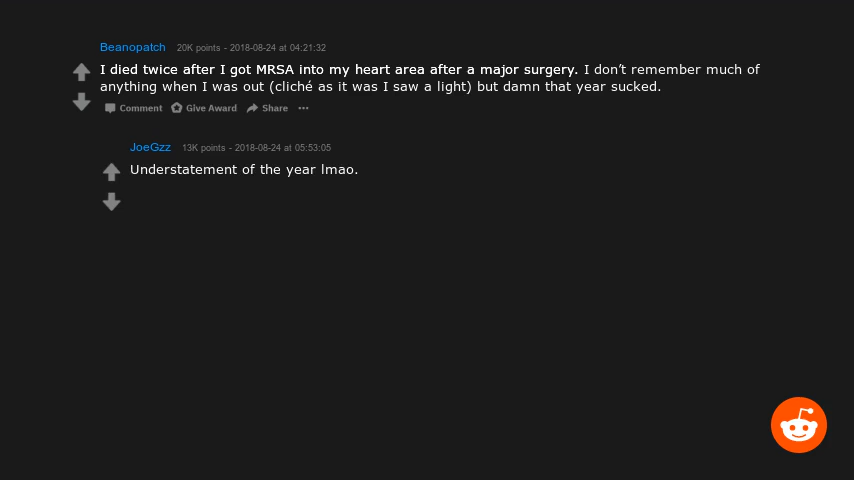 Beanopatch 20K points - 2018-08-24 at 04:21:32
I died twice after I got MRSA into my heart area after a major surgery. I don’t remember much of
anything when I was out (cliché as it was I saw a light) but damn that year sucked.
Comment Give Award Share ···
JoeGzz 13K points - 2018-08-24 at 05:53:05
Understatement of the year lmao.